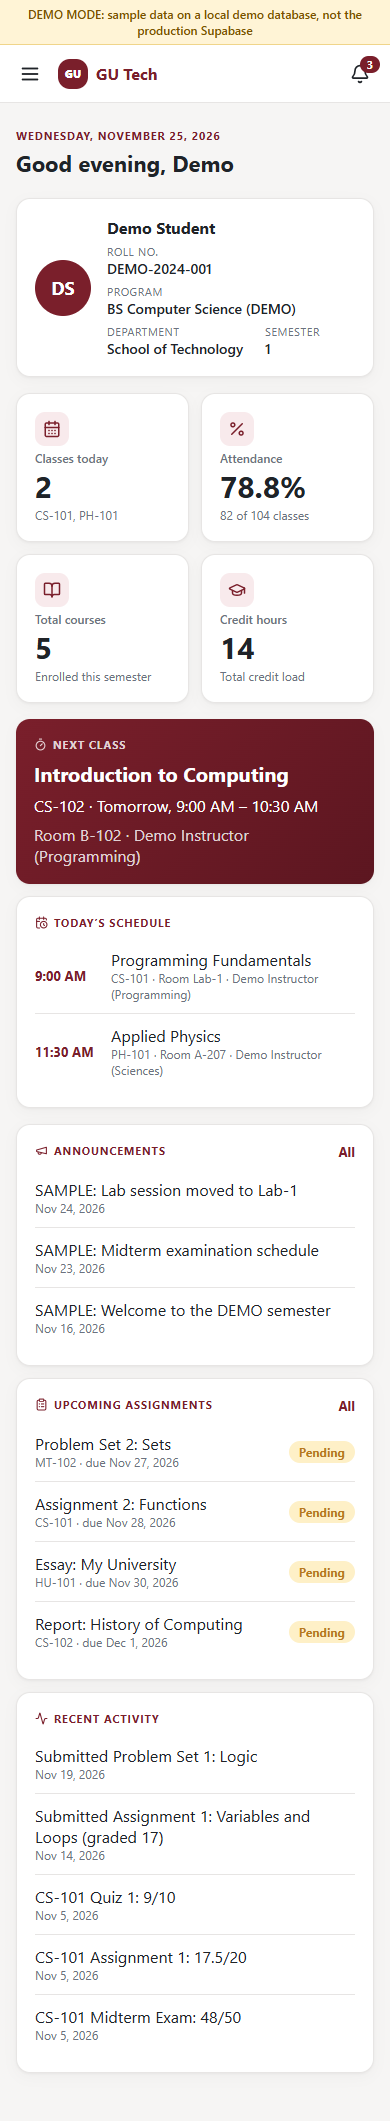 DEMO MODE: sample data on a local demo database, not the
production Supabase
GU
GU Tech
3
WEDNESDAY, NOVEMBER 25, 2026
Good evening, Demo
DS
Demo Student
ROLL NO.
DEMO-2024-001
PROGRAM
BS Computer Science (DEMO)
DEPARTMENT
School of Technology
SEMESTER
1
Classes today
2
CS-101, PH-101
Attendance
78.8%
82 of 104 classes
Total courses
5
Enrolled this semester
Credit hours
14
Total credit load
NEXT CLASS
Introduction to Computing
CS-102 · Tomorrow, 9:00 AM – 10:30 AM
Room B-102 · Demo Instructor
(Programming)
TODAY'S SCHEDULE
9:00 AM
Programming Fundamentals
CS-101 · Room Lab-1 · Demo Instructor
(Programming)
11:30 AM
Applied Physics
PH-101 · Room A-207 · Demo Instructor
(Sciences)
ANNOUNCEMENTS
All
SAMPLE: Lab session moved to Lab-1
Nov 24, 2026
SAMPLE: Midterm examination schedule
Nov 23, 2026
SAMPLE: Welcome to the DEMO semester
Nov 16, 2026
UPCOMING ASSIGNMENTS
All
Problem Set 2: Sets
MT-102 · due Nov 27, 2026
Pending
Assignment 2: Functions
CS-101 · due Nov 28, 2026
Pending
Essay: My University
HU-101 · due Nov 30, 2026
Pending
Report: History of Computing
CS-102 · due Dec 1, 2026
Pending
RECENT ACTIVITY
Submitted Problem Set 1: Logic
Nov 19, 2026
Submitted Assignment 1: Variables and
Loops (graded 17)
Nov 14, 2026
CS-101 Quiz 1: 9/10
Nov 5, 2026
CS-101 Assignment 1: 17.5/20
Nov 5, 2026
CS-101 Midterm Exam: 48/50
Nov 5, 2026